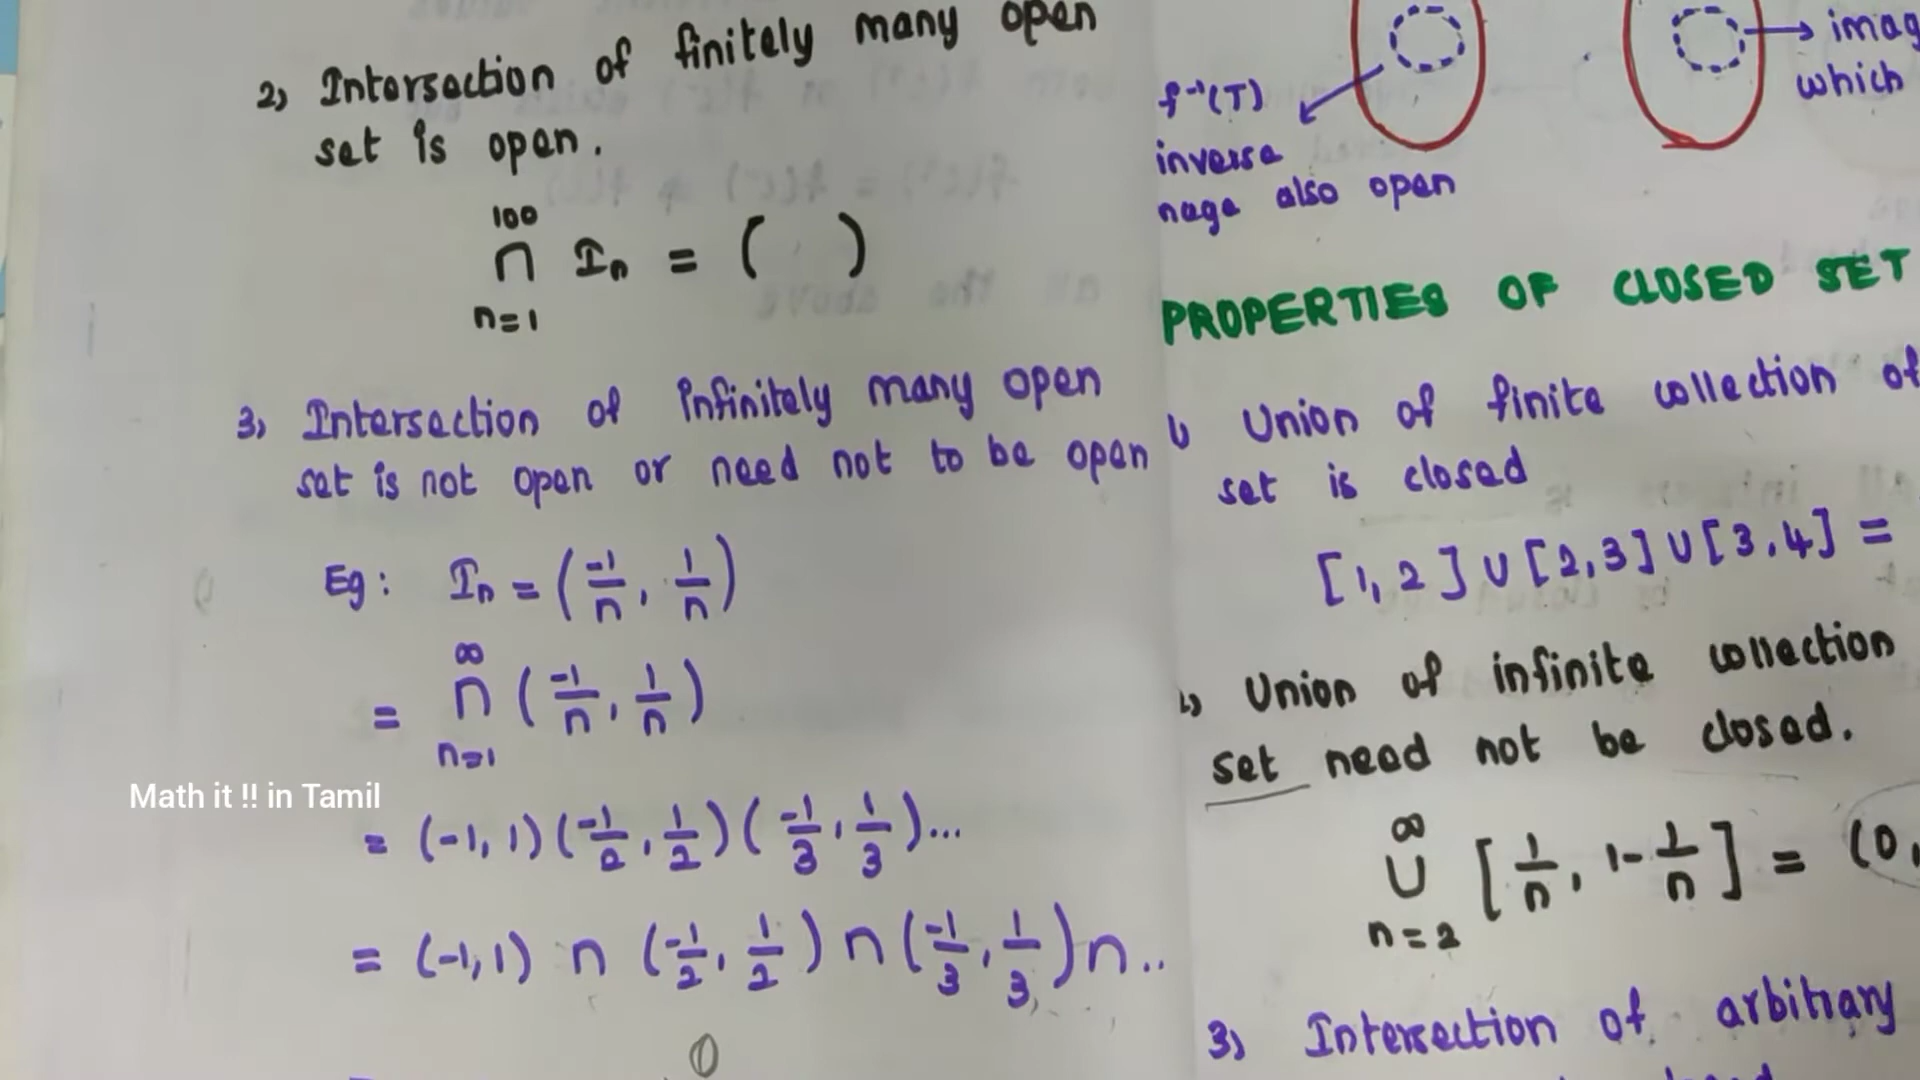 2) Intersection of finitely many open
set is open.
100
∩ In = ( )
n=1
3) Intersection of infinitely many open
set is not open or need not to be open
Eg: In = (-1/n, 1/n)
∞
= ∩ (-1/n, 1/n)
n=1
Math it !! in Tamil
= (-1, 1) (-1/2, 1/2) (-1/3, 1/3)...
= (-1, 1) ∩ (-1/2, 1/2) ∩ (-1/3, 1/3) ∩ ..
0
imag
which
f⁻¹(T)
inverse
nage also open
PROPERTIES OF CLOSED SET
1) Union of finite collection of
set is closed
[1, 2] ∪ [2, 3] ∪ [3, 4] =
Union of infinite collection
set need not be closed.
∞
∪ [1/n, 1-1/n] = (0,
n=2
3) Intersection of arbitrary